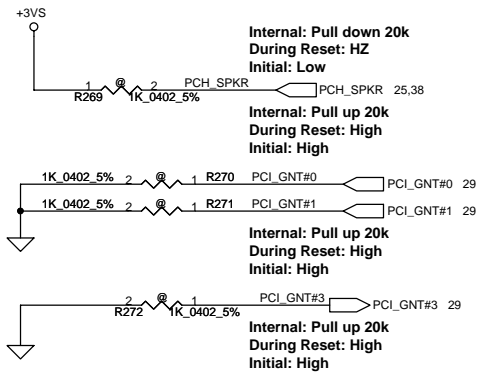 +3VS
Internal: Pull down 20k
During Reset: HZ
Initial: Low
1 @ 2 PCH_SPKR PCH_SPKR 25,38
R269 1K_0402_5%
Internal: Pull up 20k
During Reset: High
Initial: High
1K_0402_5% 2 @ 1 R270 PCI_GNT#0 PCI_GNT#0 29
1K_0402_5% 2 @ 1 R271 PCI_GNT#1 PCI_GNT#1 29
Internal: Pull up 20k
During Reset: High
Initial: High
2 @ 1 PCI_GNT#3 PCI_GNT#3 29
R272 1K_0402_5%
Internal: Pull up 20k
During Reset: High
Initial: High